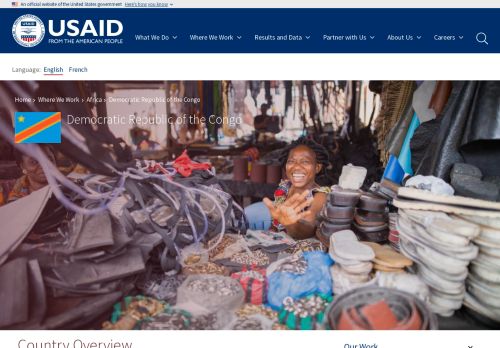 An official website of the United States government Here's how you know
USAID
FROM THE AMERICAN PEOPLE
What We Do Where We Work Results and Data Partner with Us About Us Careers
Language: English French
Home > Where We Work > Africa > Democratic Republic of the Congo
Democratic Republic of the Congo
Country Overview
Our Work